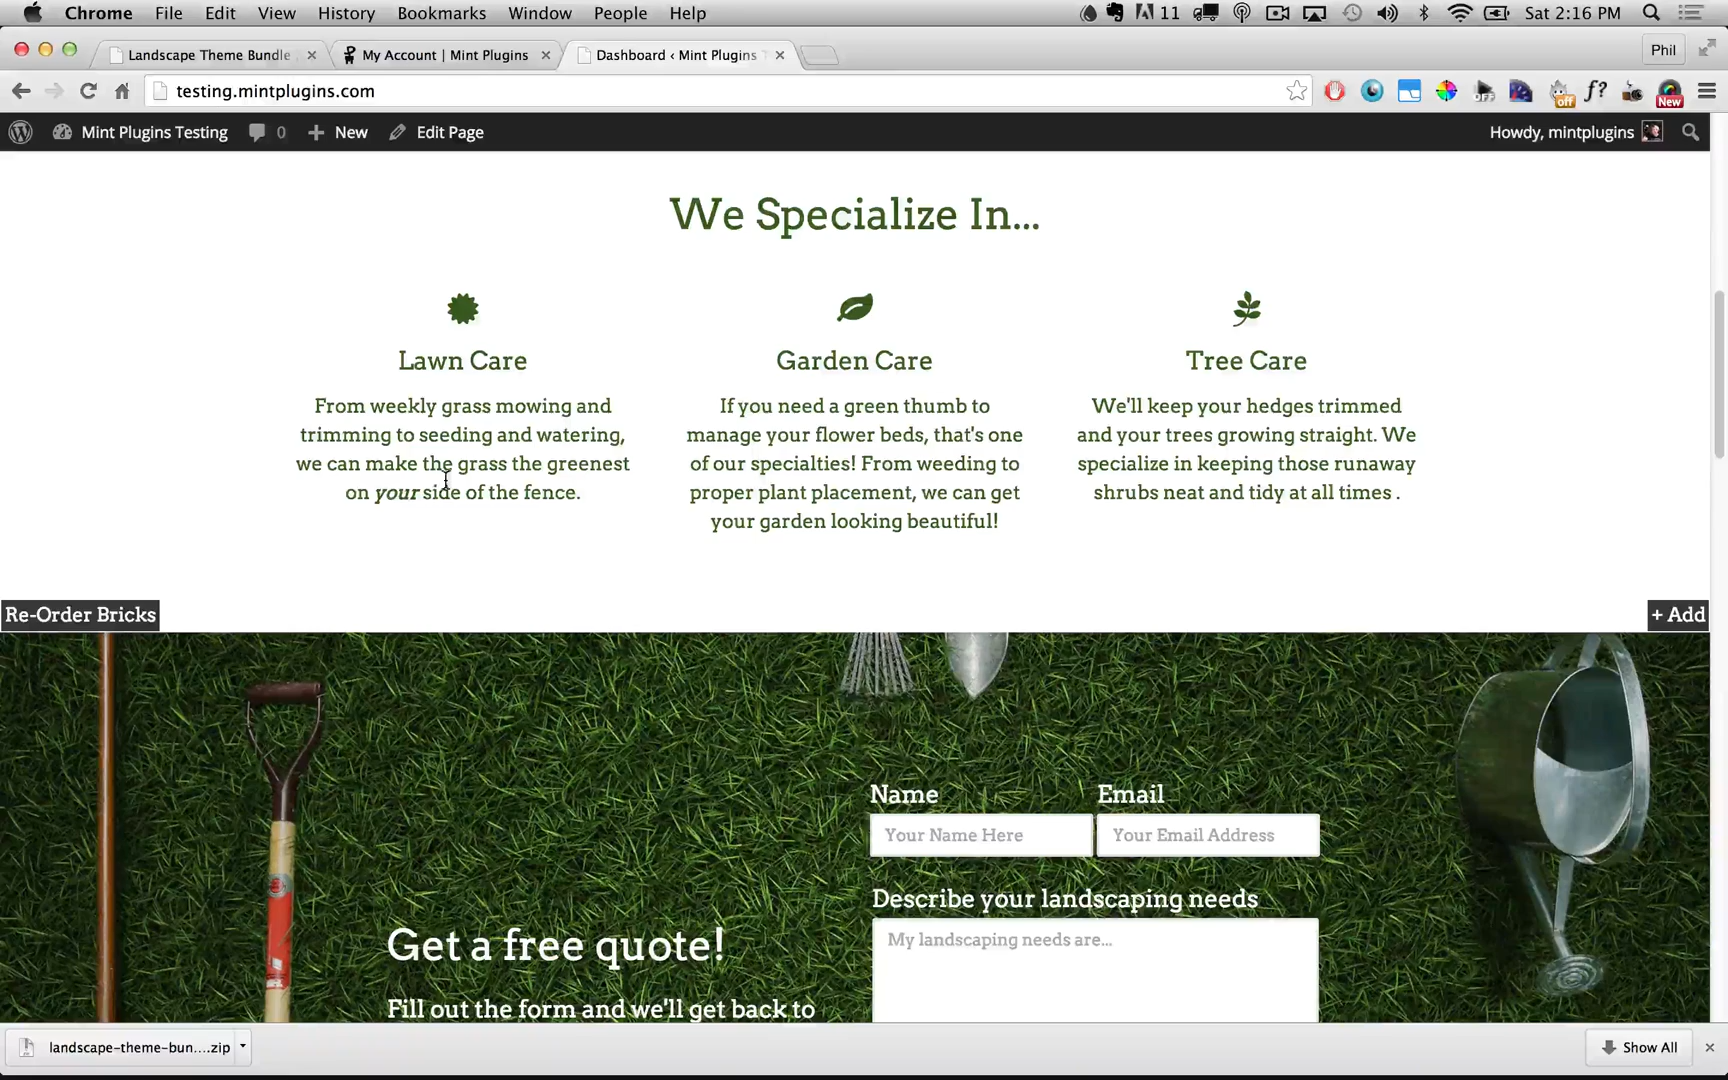 Chrome File Edit View History Bookmarks Window People Help 11 Sat 2:16 PM
Landscape Theme Bundle My Account | Mint Plugins Dashboard ‹ Mint Plugins Phil
testing.mintplugins.com off f? New
Mint Plugins Testing 0 + New Edit Page Howdy, mintplugins
We Specialize In...
Lawn Care
From weekly grass mowing and
trimming to seeding and watering,
we can make the grass the greenest
on your side of the fence.
Garden Care
If you need a green thumb to
manage your flower beds, that's one
of our specialties! From weeding to
proper plant placement, we can get
your garden looking beautiful!
Tree Care
We'll keep your hedges trimmed
and your trees growing straight. We
specialize in keeping those runaway
shrubs neat and tidy at all times .
Re-Order Bricks + Add
Get a free quote!
Fill out the form and we'll get back to
Name Email
Your Name Here Your Email Address
Describe your landscaping needs
My landscaping needs are...
landscape-theme-bun....zip Show All